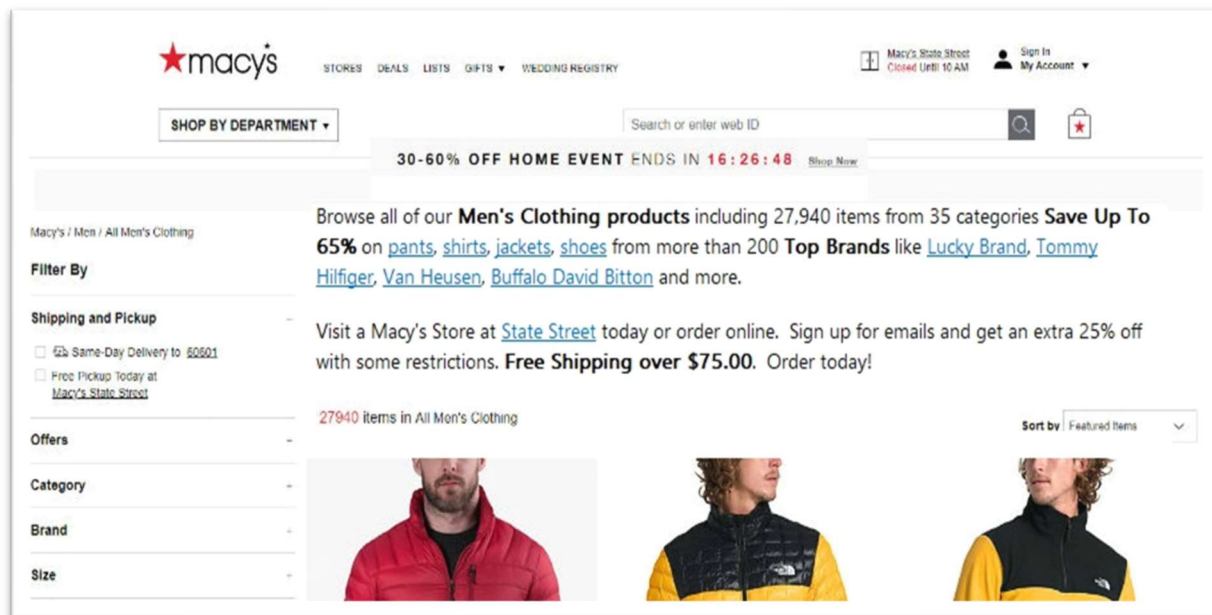 macy's
STORES DEALS LISTS GIFTS ▼ WEDDING REGISTRY
Macy's State Street
Closed Until 10 AM
Sign In
My Account ▼
SHOP BY DEPARTMENT ▼
Search or enter web ID
30-60% OFF HOME EVENT ENDS IN 16:26:48 Shop Now
Macy's / Men / All Men's Clothing
Filter By
Shipping and Pickup
Same-Day Delivery to 60601
Free Pickup Today at
Macy's State Street
Offers
Category
Brand
Size
Browse all of our Men's Clothing products including 27,940 items from 35 categories Save Up To
65% on pants, shirts, jackets, shoes from more than 200 Top Brands like Lucky Brand, Tommy
Hilfiger, Van Heusen, Buffalo David Bitton and more.
Visit a Macy's Store at State Street today or order online. Sign up for emails and get an extra 25% off
with some restrictions. Free Shipping over $75.00. Order today!
27940 items in All Men's Clothing
Sort by Featured Items